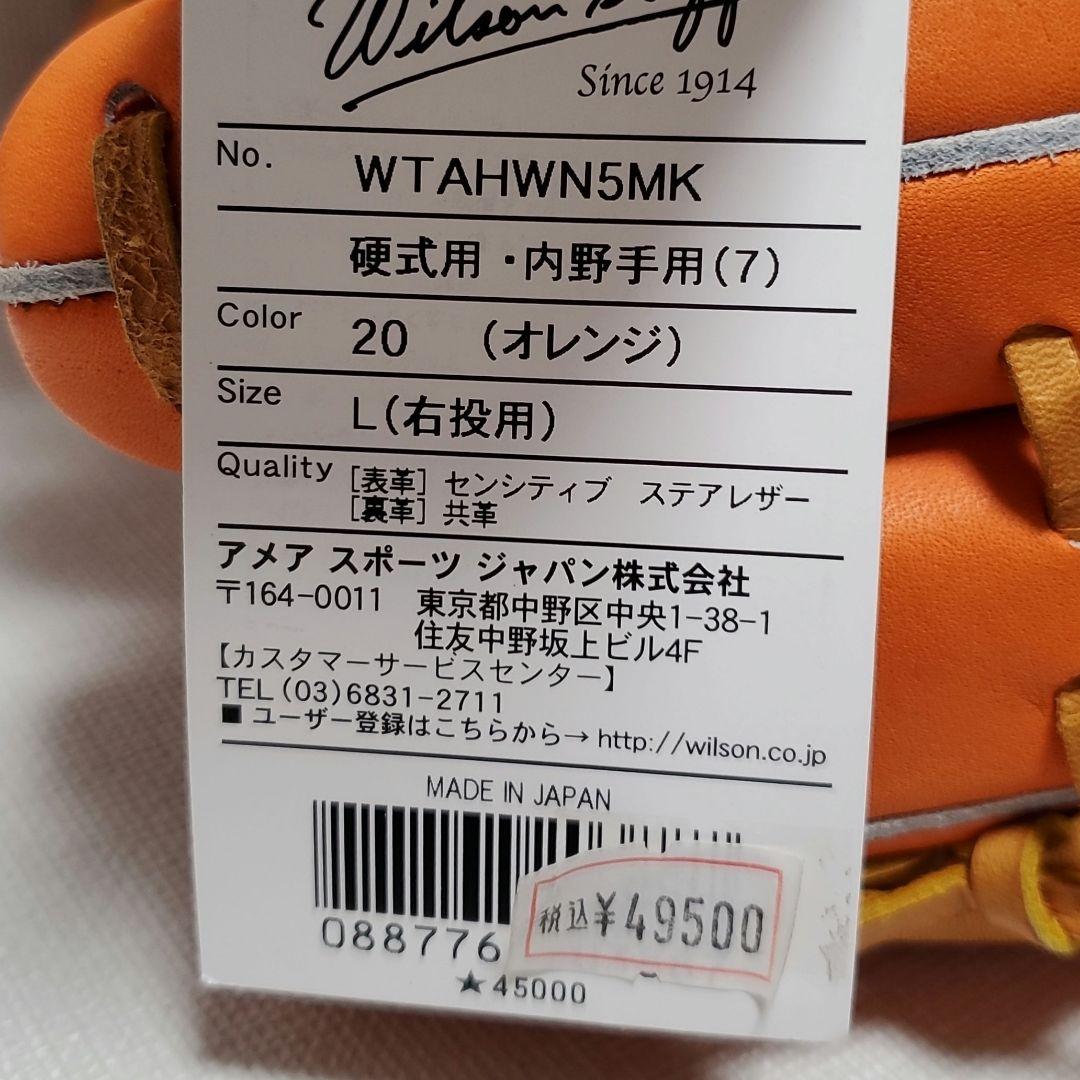 Wilson Staff
Since 1914
No. WTAHWN5MK
硬式用・内野手用(7)
Color 20 (オレンジ)
Size L(右投用)
Quality [表革] センシティブ ステアレザー
[裏革] 共革
アメア スポーツ ジャパン株式会社
〒164-0011 東京都中野区中央1-38-1
住友中野坂上ビル4F
【カスタマーサービスセンター】
TEL(03)6831-2711
■ ユーザー登録はこちらから→ http://wilson.co.jp
MADE IN JAPAN
税込¥49500
088776
★45000